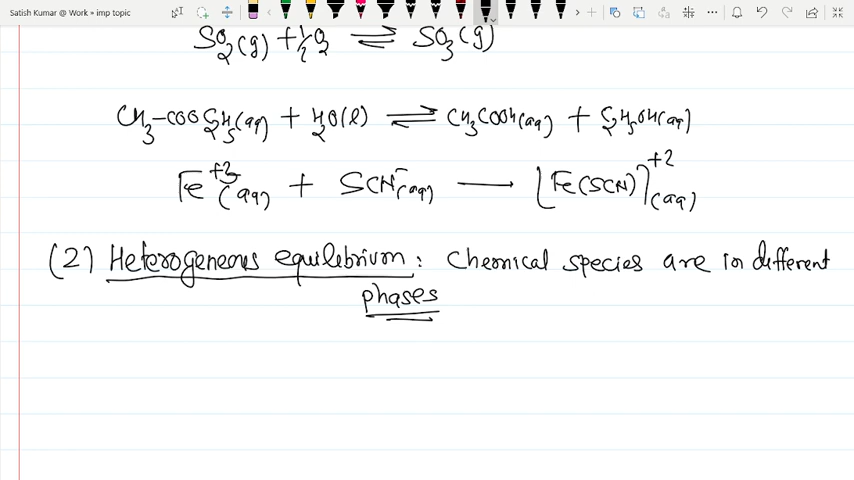 Satish Kumar @ Work » imp topic
SO2(g) + 1/2 O2 ⇌ SO3(g)
CH3-COOC2H5(aq) + H2O(l) ⇌ CH3COOH(aq) + C2H5OH(aq)
Fe+3(aq) + SCN-(aq) → [Fe(SCN)]+2(aq)
(2) Heterogeneous equilibrium: Chemical species are in different
phases